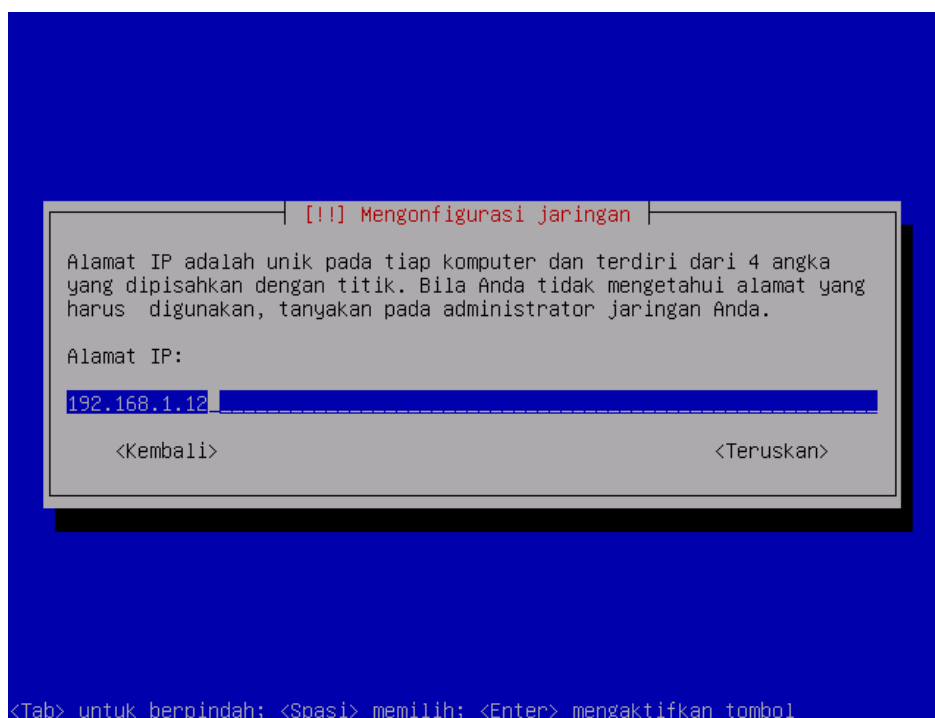 [!!] Mengonfigurasi jaringan
Alamat IP adalah unik pada tiap komputer dan terdiri dari 4 angka
yang dipisahkan dengan titik. Bila Anda tidak mengetahui alamat yang
harus  digunakan, tanyakan pada administrator jaringan Anda.
Alamat IP:
192.168.1.12
<Kembali> <Teruskan>
<Tab> untuk berpindah; <Spasi> memilih; <Enter> mengaktifkan tombol